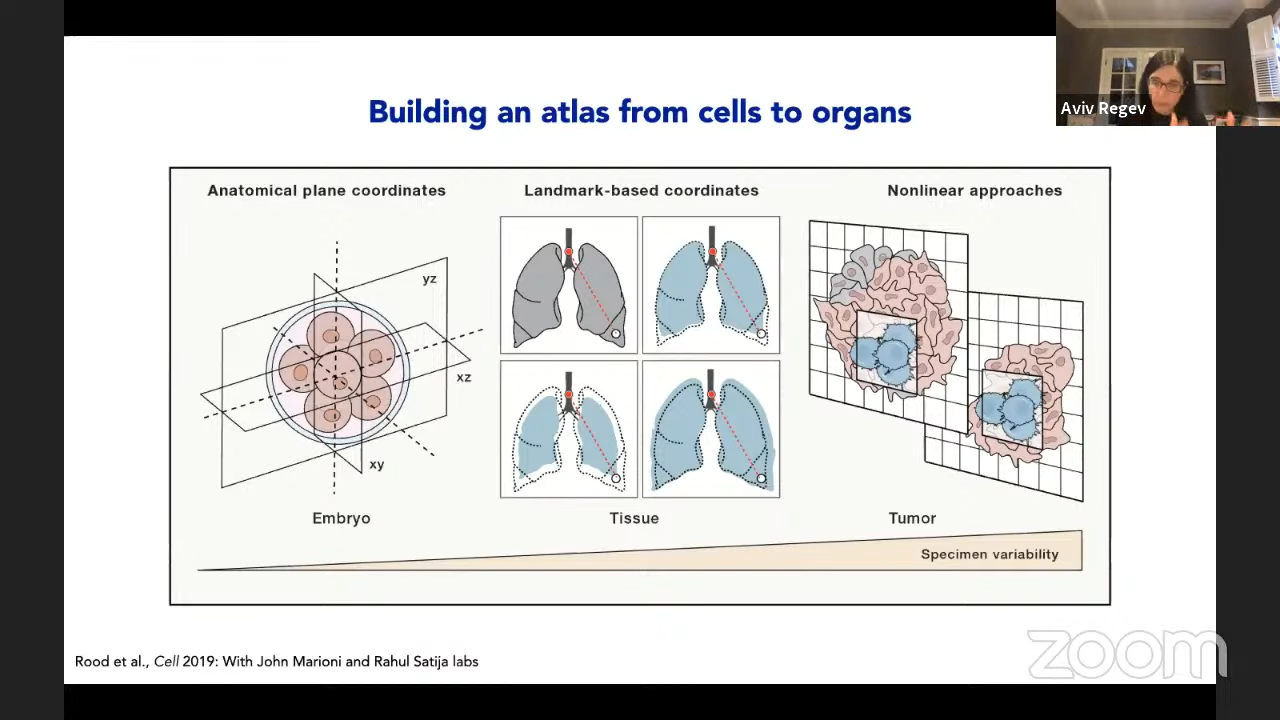 Building an atlas from cells to organs
Aviv Regev
Anatomical plane coordinates
Landmark-based coordinates
Nonlinear approaches
yz
xz
xy
Embryo
Tissue
Tumor
Specimen variability
Rood et al., Cell 2019: With John Marioni and Rahul Satija labs
zoom